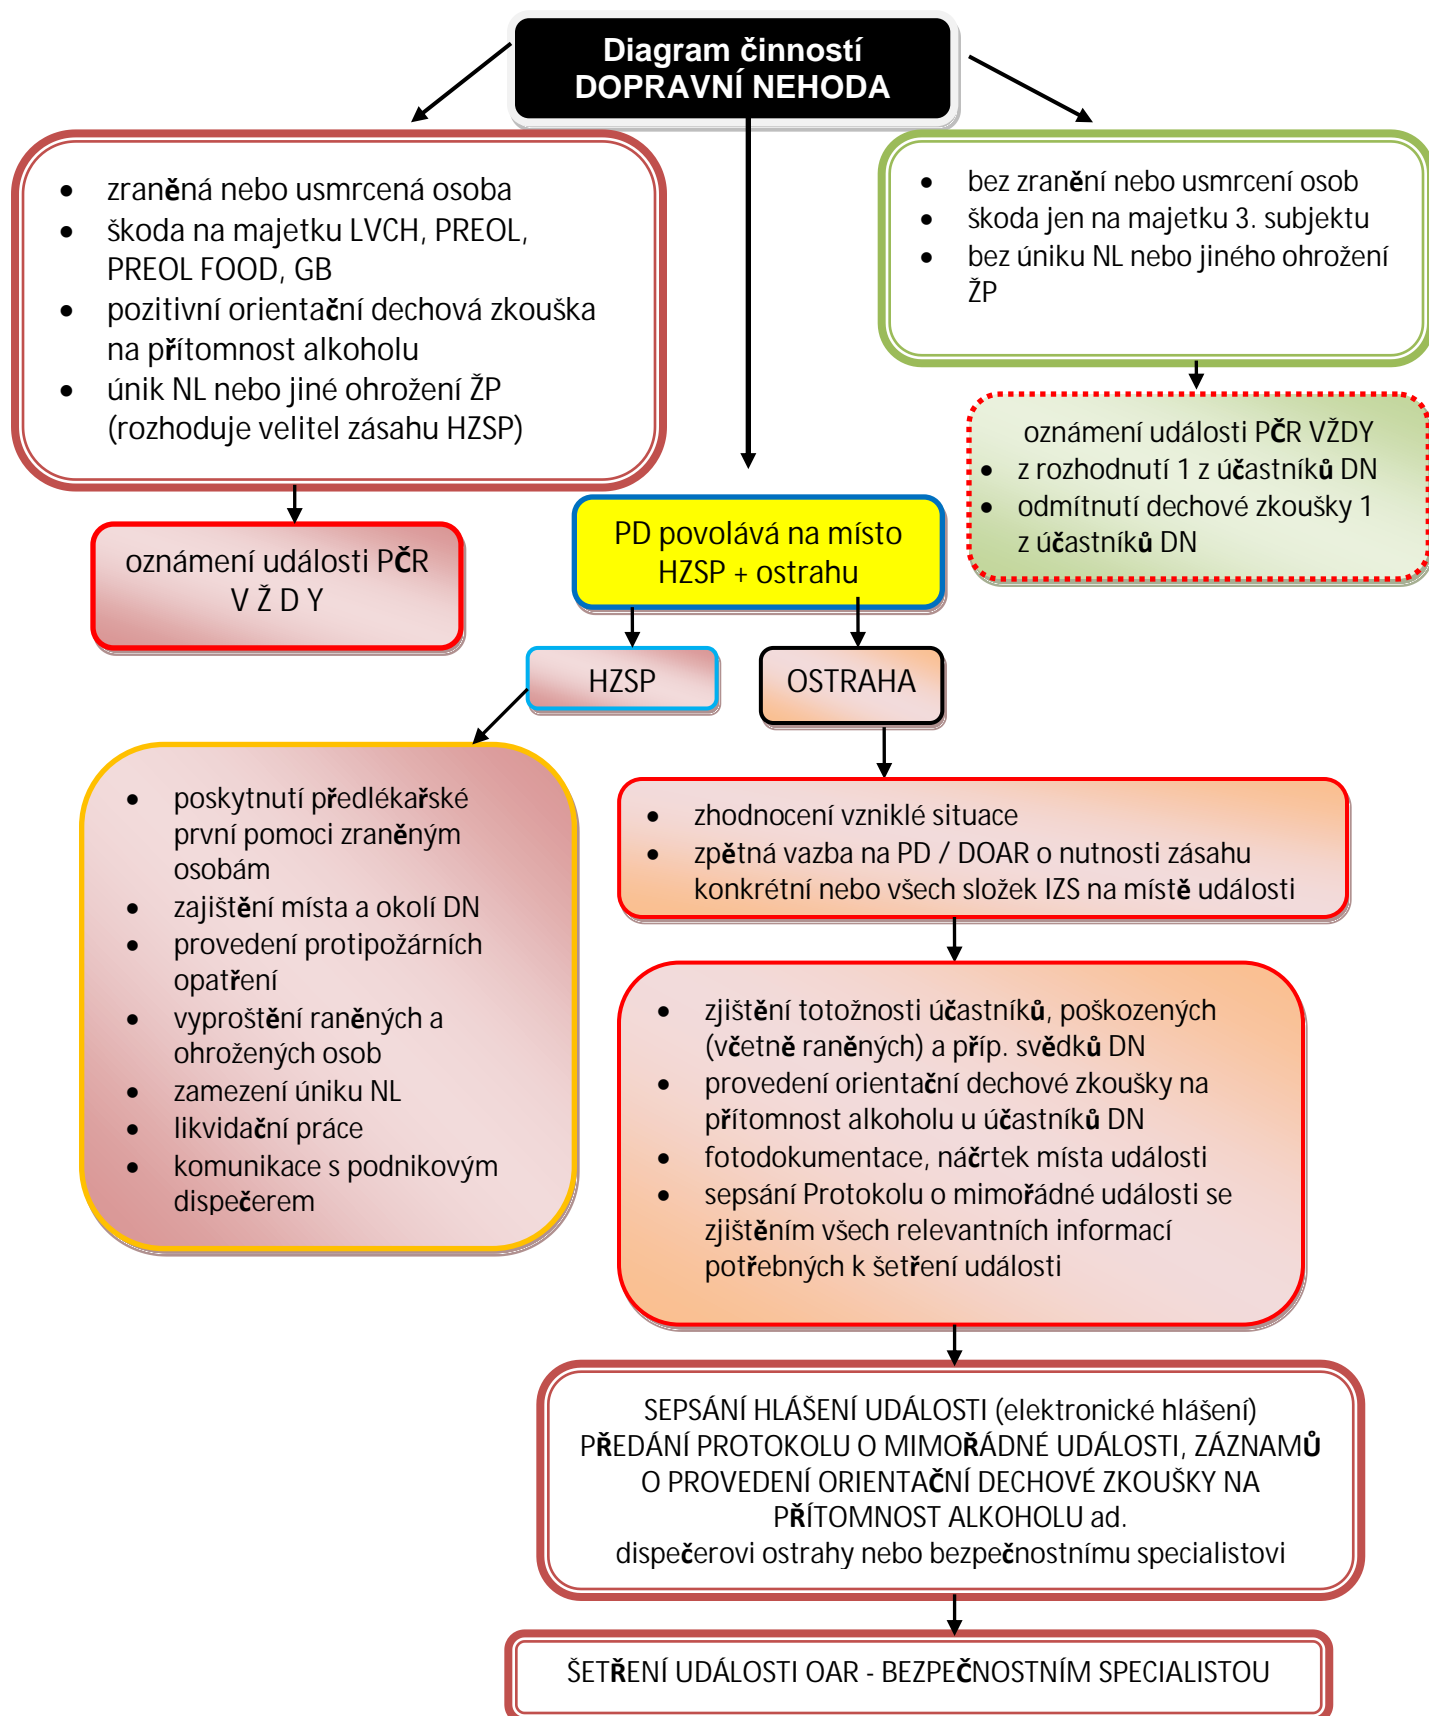 Diagram činností
DOPRAVNÍ NEHODA
• zraněná nebo usmrcená osoba
• škoda na majetku LVCH, PREOL,
PREOL FOOD, GB
• pozitivní orientační dechová zkouška
na přítomnost alkoholu
• únik NL nebo jiné ohrožení ŽP
(rozhoduje velitel zásahu HZSP)
• bez zranění nebo usmrcení osob
• škoda jen na majetku 3. subjektu
• bez úniku NL nebo jiného ohrožení
ŽP
oznámení události PČR VŽDY
• z rozhodnutí 1 z účastníků DN
• odmítnutí dechové zkoušky 1
z účastníků DN
oznámení události PČR
V Ž D Y
PD povolává na místo
HZSP + ostrahu
HZSP
OSTRAHA
• poskytnutí předlékařské
první pomoci zraněným
osobám
• zajištění místa a okolí DN
• provedení protipožárních
opatření
• vyproštění raněných a
ohrožených osob
• zamezení úniku NL
• likvidační práce
• komunikace s podnikovým
dispečerem
• zhodnocení vzniklé situace
• zpětná vazba na PD / DOAR o nutnosti zásahu
konkrétní nebo všech složek IZS na místě události
• zjištění totožnosti účastníků, poškozených
(včetně raněných) a příp. svědků DN
• provedení orientační dechové zkoušky na
přítomnost alkoholu u účastníků DN
• fotodokumentace, náčrtek místa události
• sepsání Protokolu o mimořádné události se
zjištěním všech relevantních informací
potřebných k šetření události
SEPSÁNÍ HLÁŠENÍ UDÁLOSTI (elektronické hlášení)
PŘEDÁNÍ PROTOKOLU O MIMOŘÁDNÉ UDÁLOSTI, ZÁZNAMŮ
O PROVEDENÍ ORIENTAČNÍ DECHOVÉ ZKOUŠKY NA
PŘÍTOMNOST ALKOHOLU ad.
dispečerovi ostrahy nebo bezpečnostnímu specialistovi
ŠETŘENÍ UDÁLOSTI OAR - BEZPEČNOSTNÍM SPECIALISTOU